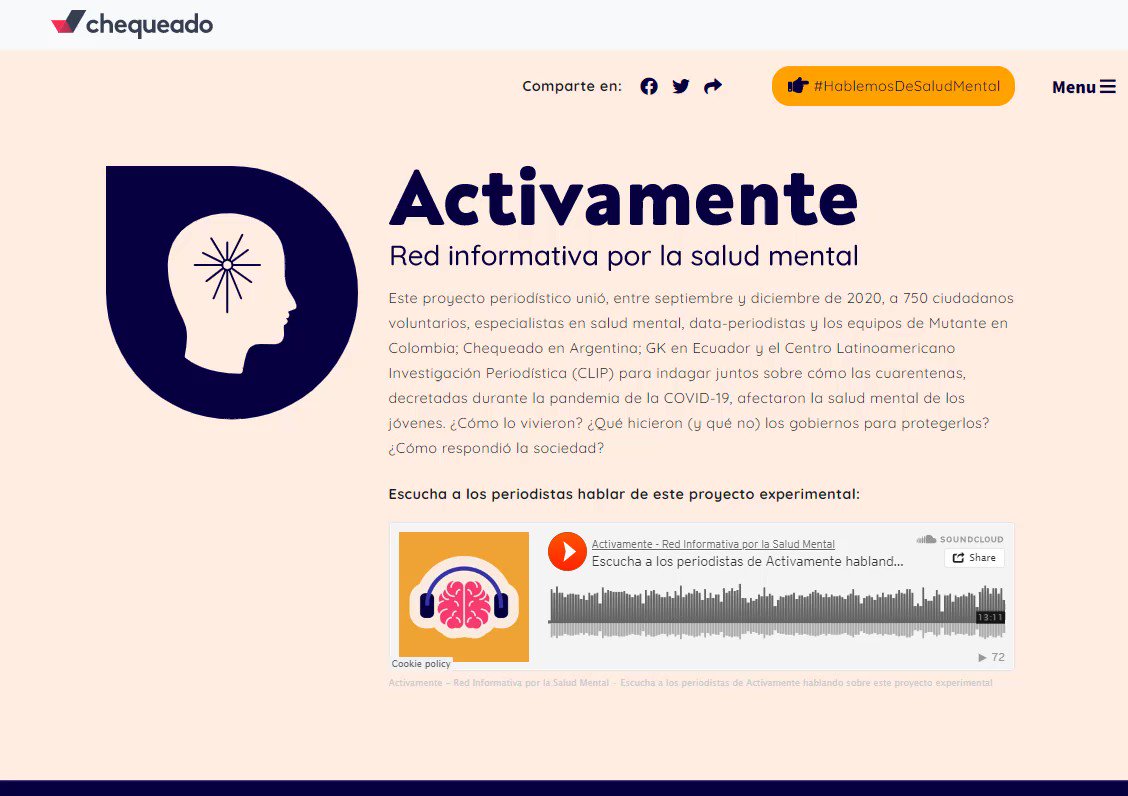 chequeado
Comparte en:
#HablemosDeSaludMental
Menu
Activamente
Red informativa por la salud mental
Este proyecto periodístico unió, entre septiembre y diciembre de 2020, a 750 ciudadanos
voluntarios, especialistas en salud mental, data-periodistas y los equipos de Mutante en
Colombia; Chequeado en Argentina; GK en Ecuador y el Centro Latinoamericano
Investigación Periodística (CLIP) para indagar juntos sobre cómo las cuarentenas,
decretadas durante la pandemia de la COVID-19, afectaron la salud mental de los
jóvenes. ¿Cómo lo vivieron? ¿Qué hicieron (y qué no) los gobiernos para protegerlos?
¿Cómo respondió la sociedad?
Escucha a los periodistas hablar de este proyecto experimental:
Activamente - Red Informativa por la Salud Mental
SOUNDCLOUD
Escucha a los periodistas de Activamente habland...
Share
13:11
72
Cookie policy
Activamente – Red Informativa por la Salud Mental · Escucha a los periodistas de Activamente hablando sobre este proyecto experimental